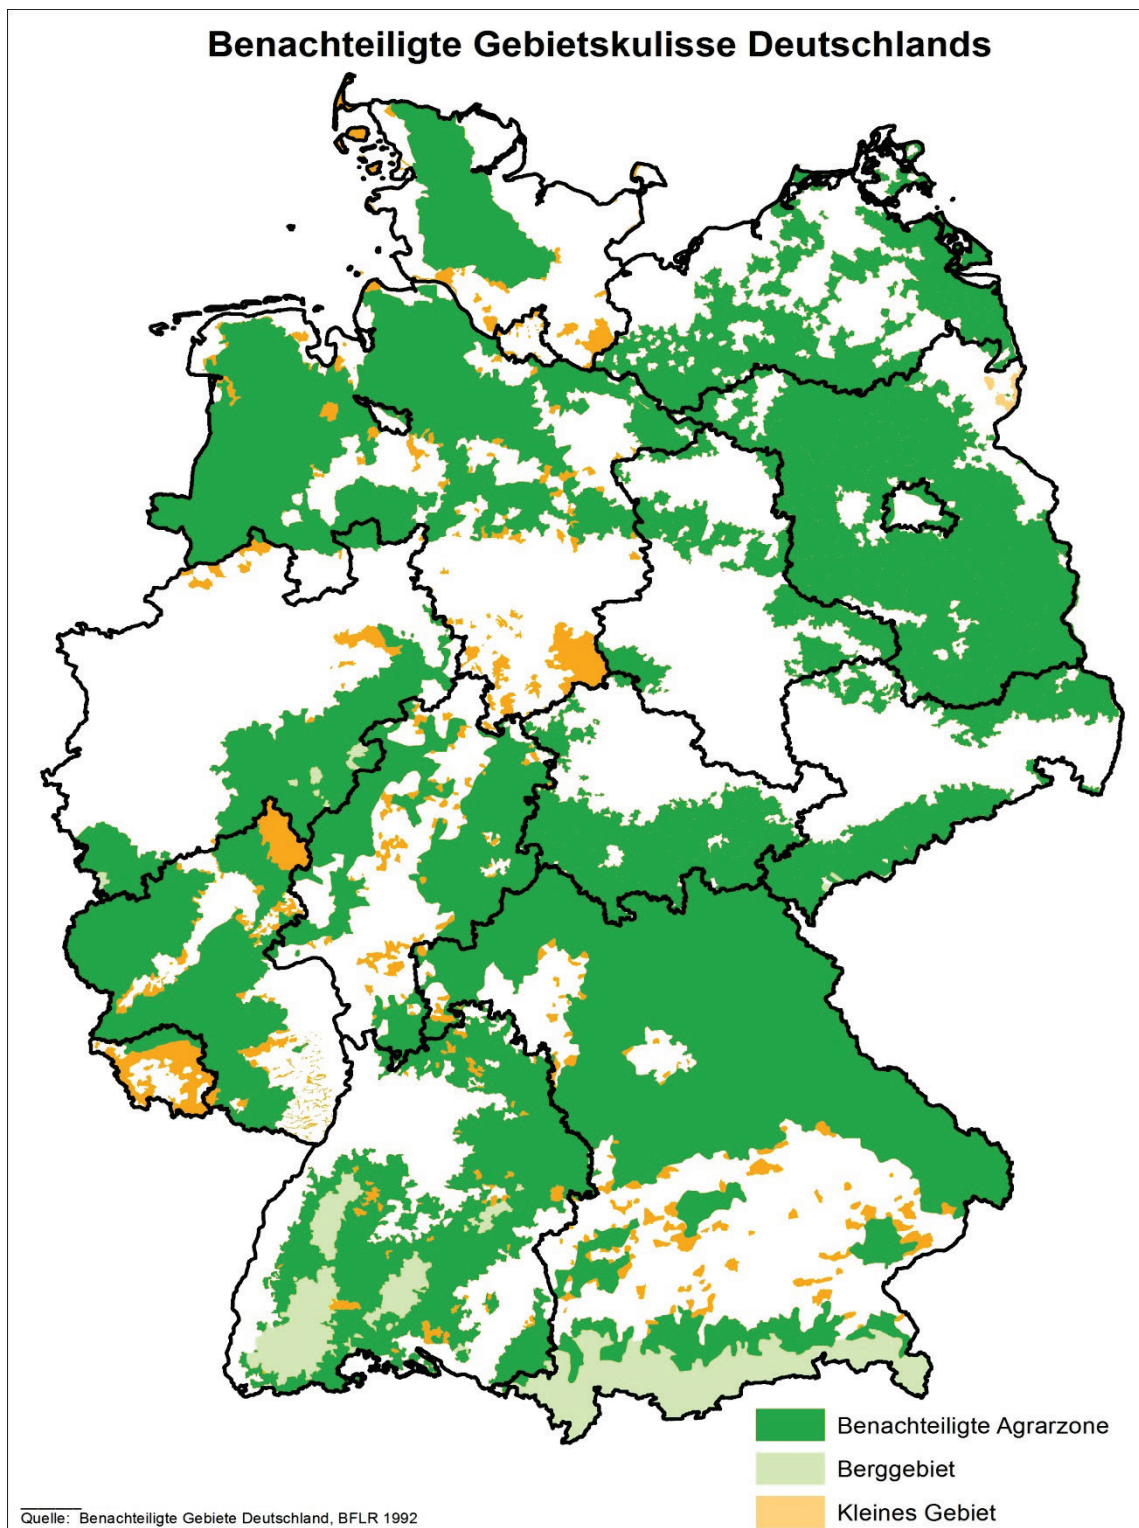 Benachteiligte Gebietskulisse Deutschlands
Benachteiligte Agrarzone
Berggebiet
Kleines Gebiet
Quelle: Benachteiligte Gebiete Deutschland, BFLR 1992